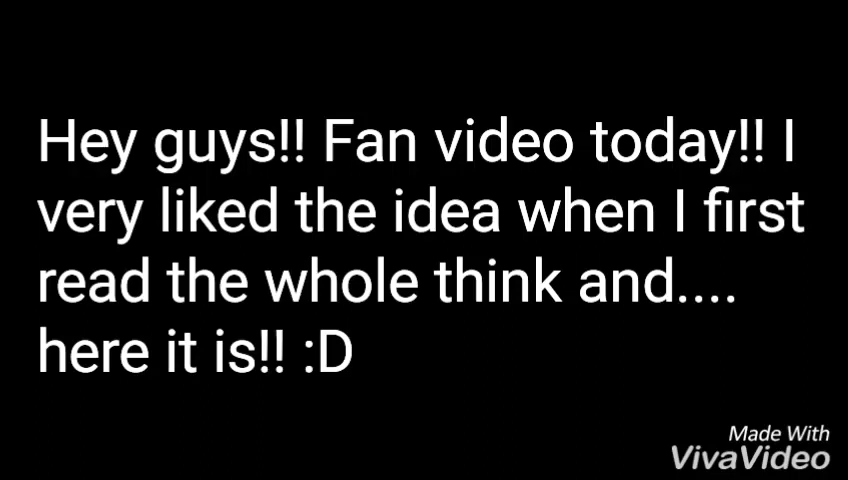 Hey guys!! Fan video today!! I
very liked the idea when I first
read the whole think and....
here it is!! :D
Made With
VivaVideo